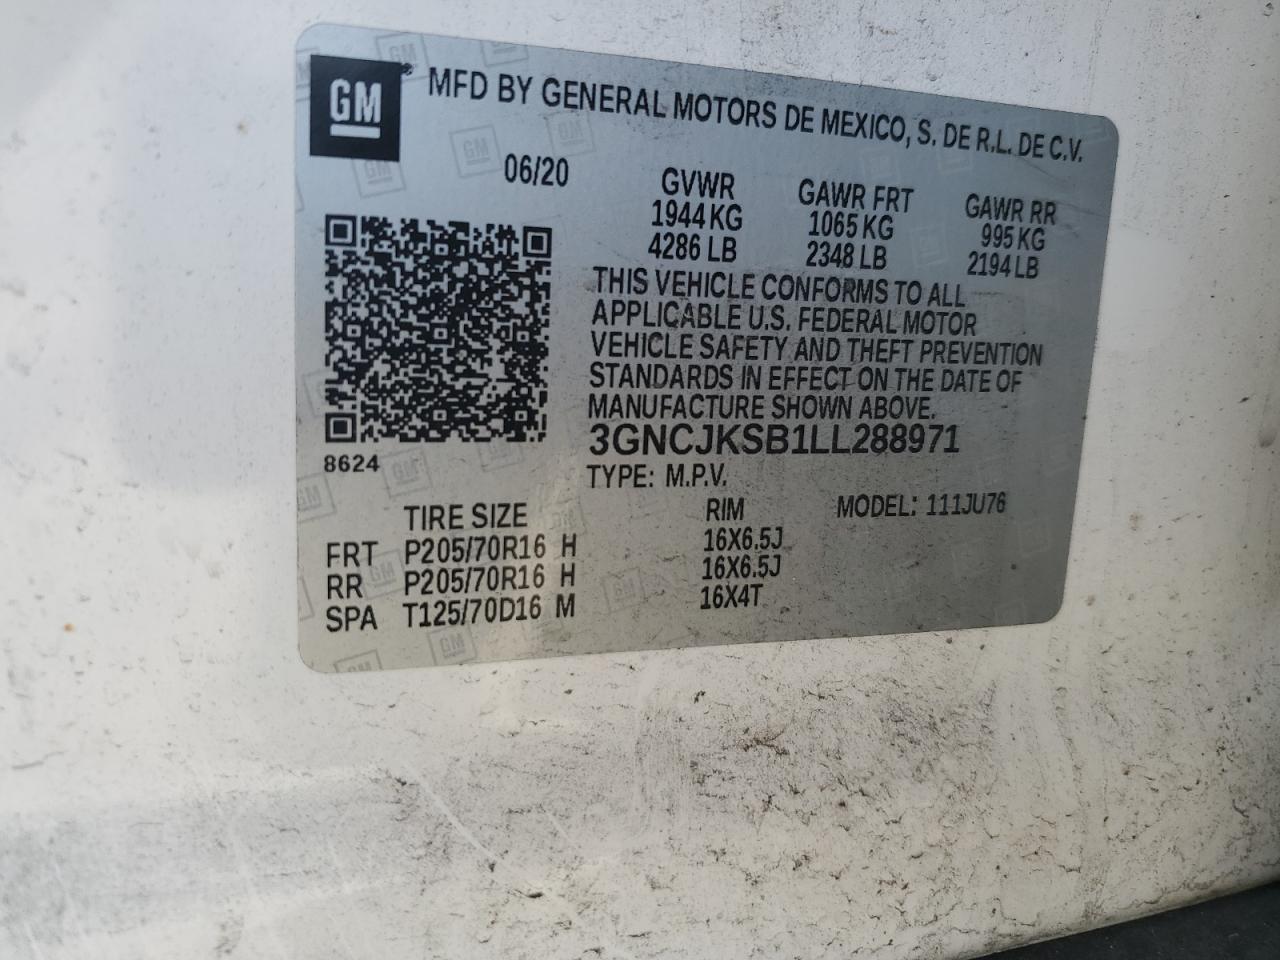 GM
MFD BY GENERAL MOTORS DE MEXICO, S. DE R.L. DE C.V.
06/20
GVWR GAWR FRT GAWR RR
1944 KG 1065 KG 995 KG
4286 LB 2348 LB 2194 LB
THIS VEHICLE CONFORMS TO ALL
APPLICABLE U.S. FEDERAL MOTOR
VEHICLE SAFETY AND THEFT PREVENTION
STANDARDS IN EFFECT ON THE DATE OF
MANUFACTURE SHOWN ABOVE.
3GNCJKSB1LL288971
8624
TYPE: M.P.V.
TIRE SIZE RIM MODEL: 111JU76
FRT P205/70R16 H 16X6.5J
RR P205/70R16 H 16X6.5J
SPA T125/70D16 M 16X4T